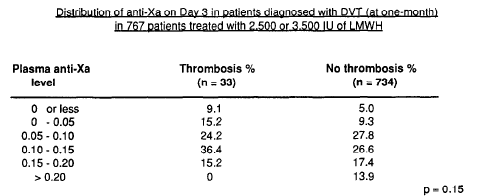 Distribution of anti-Xa on Day 3 in patients diagnosed with DVT (at one-month)
in 767 patients treated with 2.500 or 3.500 IU of LMWH
Plasma anti-Xa Thrombosis % No thrombosis %
level (n = 33) (n = 734)
0 or less 9.1 5.0
0 - 0.05 15.2 9.3
0.05 - 0.10 24.2 27.8
0.10 - 0.15 36.4 26.6
0.15 - 0.20 15.2 17.4
> 0.20 0 13.9
p = 0.15